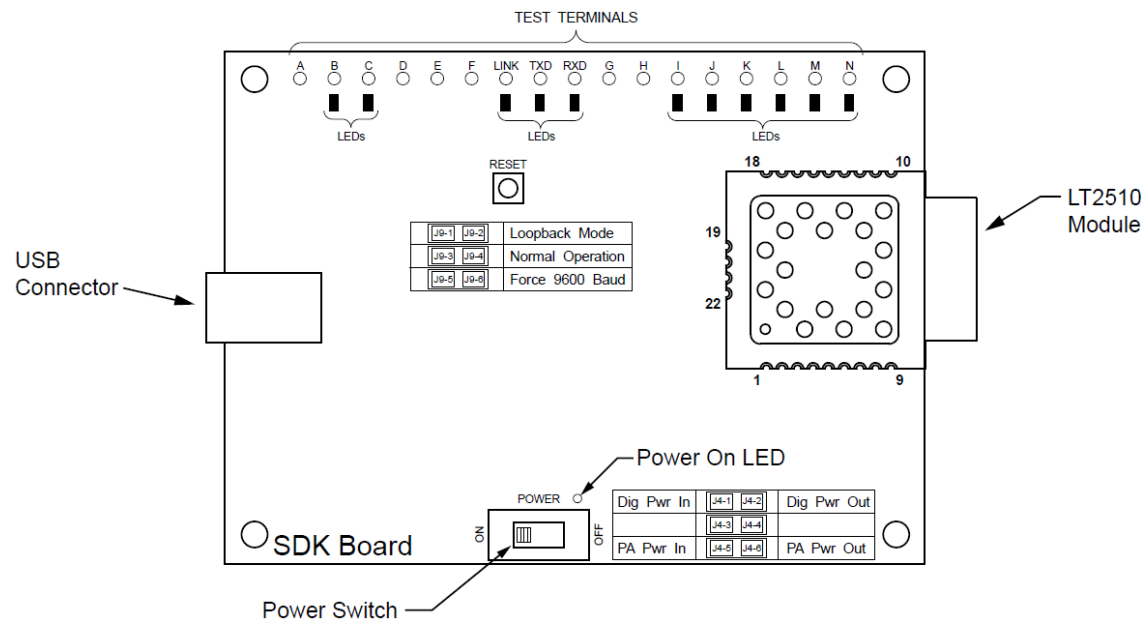 TEST TERMINALS
A B C D E F LINK TXD RXD G H I J K L M N
LEDs LEDs LEDs
RESET
18 10
LT2510
Module
19
22
1 9
J9-1 J9-2 Loopback Mode
J9-3 J9-4 Normal Operation
J9-5 J9-6 Force 9600 Baud
USB
Connector
Power On LED
POWER
ON
OFF
Dig Pwr In J4-1 J4-2 Dig Pwr Out
J4-3 J4-4
PA Pwr In J4-5 J4-6 PA Pwr Out
SDK Board
Power Switch